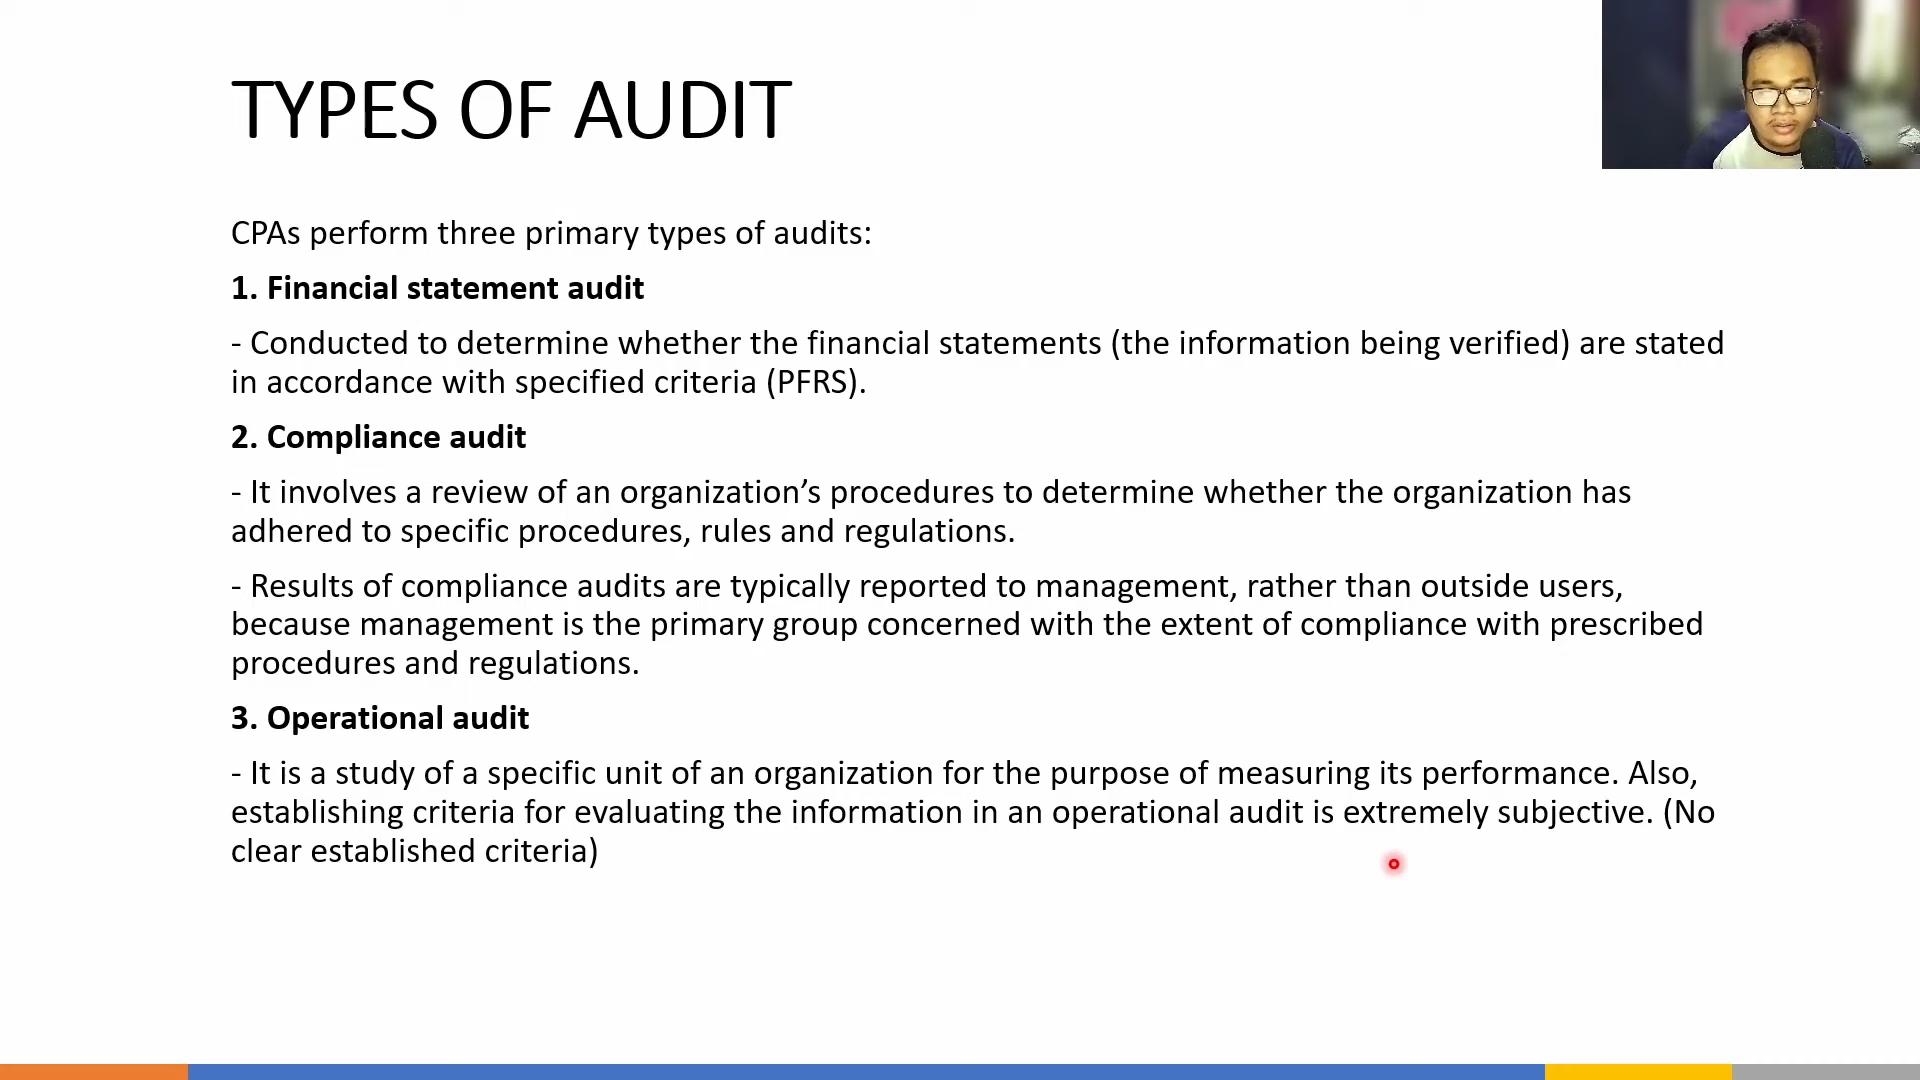 TYPES OF AUDIT
CPAs perform three primary types of audits:
1. Financial statement audit
- Conducted to determine whether the financial statements (the information being verified) are stated
in accordance with specified criteria (PFRS).
2. Compliance audit
- It involves a review of an organization’s procedures to determine whether the organization has
adhered to specific procedures, rules and regulations.
- Results of compliance audits are typically reported to management, rather than outside users,
because management is the primary group concerned with the extent of compliance with prescribed
procedures and regulations.
3. Operational audit
- It is a study of a specific unit of an organization for the purpose of measuring its performance. Also,
establishing criteria for evaluating the information in an operational audit is extremely subjective. (No
clear established criteria)